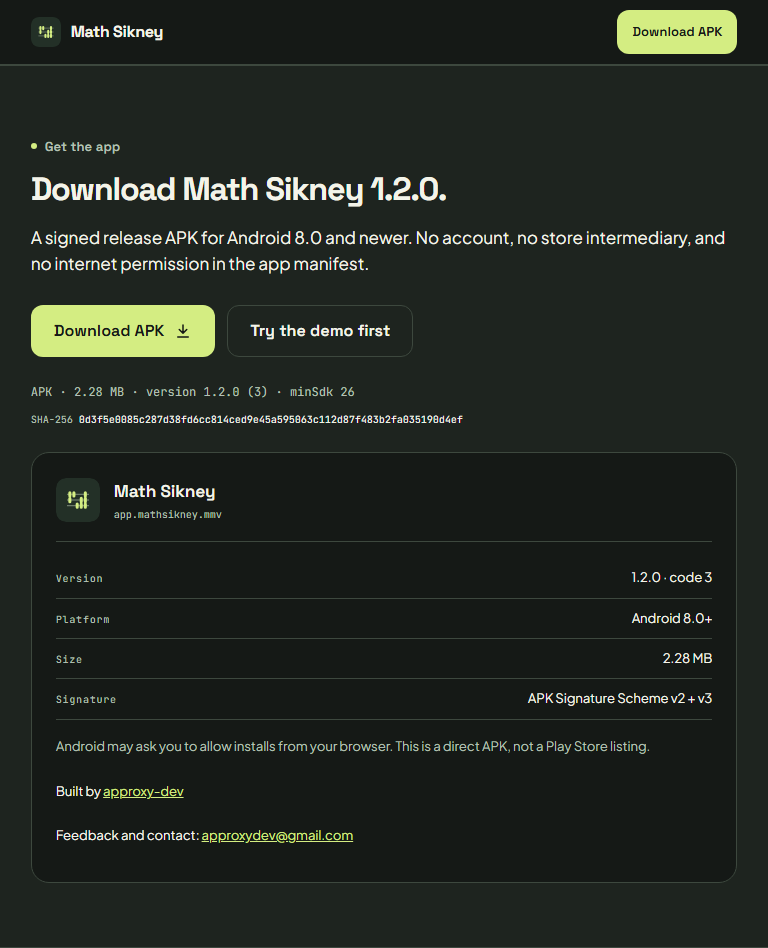 Math Sikney
Download APK
Get the app
Download Math Sikney 1.2.0.
A signed release APK for Android 8.0 and newer. No account, no store intermediary, and
no internet permission in the app manifest.
Download APK
Try the demo first
APK · 2.28 MB · version 1.2.0 (3) · minSdk 26
SHA-256 0d3f5e0085c287d38fd6cc814ced9e45a595063c112d87f483b2fa035190d4ef
Math Sikney
app.mathsikney.mmv
Version
1.2.0 · code 3
Platform
Android 8.0+
Size
2.28 MB
Signature
APK Signature Scheme v2 + v3
Android may ask you to allow installs from your browser. This is a direct APK, not a Play Store listing.
Built by approxy-dev
Feedback and contact: approxydev@gmail.com